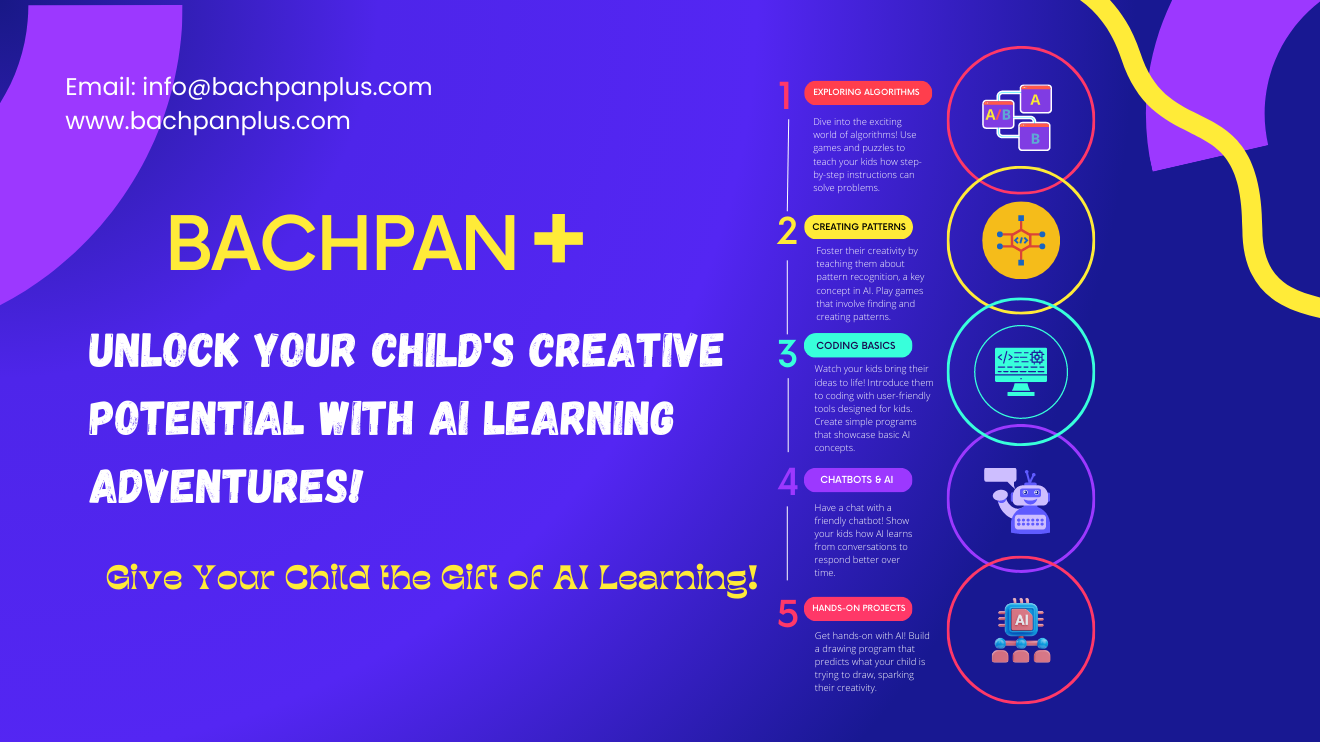 Email: info@bachpanplus.com
www.bachpanplus.com
BACHPAN +
UNLOCK YOUR CHILD'S CREATIVE
POTENTIAL WITH AI LEARNING
ADVENTURES!
Give Your Child the Gift of AI Learning!
1
EXPLORING ALGORITHMS
Dive into the exciting
world of algorithms! Use
games and puzzles to
teach your kids how step-
by-step instructions can
solve problems.
2
CREATING PATTERNS
Foster their creativity by
teaching them about
pattern recognition, a key
concept in AI. Play games
that involve finding and
creating patterns.
3
CODING BASICS
Watch your kids bring their
ideas to life! Introduce them
to coding with user-friendly
tools designed for kids.
Create simple programs
that showcase basic AI
concepts.
4
CHATBOTS & AI
Have a chat with a
friendly chatbot! Show
your kids how AI learns
from conversations to
respond better over
time.
5
HANDS-ON PROJECTS
Get hands-on with AI! Build
a drawing program that
predicts what your child is
trying to draw, sparking
their creativity.
A
A/B
B
</>
</>
AI